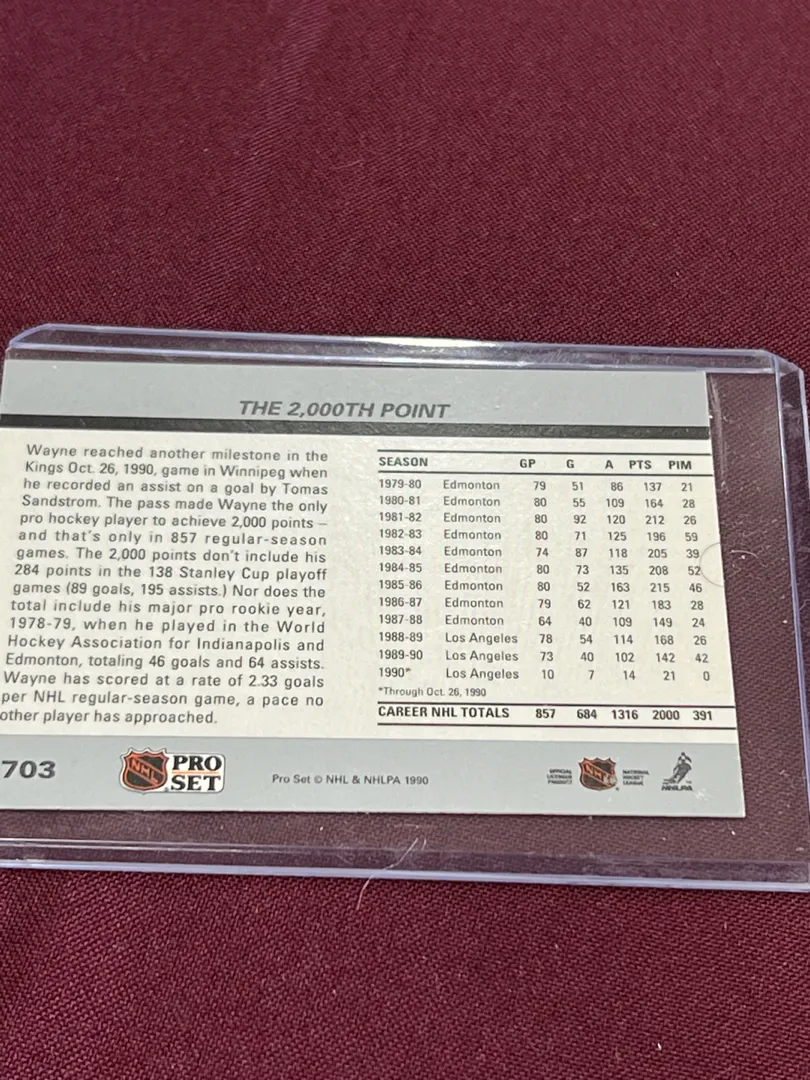 THE 2,000TH POINT
Wayne reached another milestone in the
Kings Oct. 26, 1990, game in Winnipeg when
he recorded an assist on a goal by Tomas
Sandstrom. The pass made Wayne the only
pro hockey player to achieve 2,000 points –
and that's only in 857 regular-season
games. The 2,000 points don't include his
284 points in the 138 Stanley Cup playoff
games (89 goals, 195 assists.) Nor does the
total include his major pro rookie year,
1978-79, when he played in the World
Hockey Association for Indianapolis and
Edmonton, totaling 46 goals and 64 assists.
Wayne has scored at a rate of 2.33 goals
per NHL regular-season game, a pace no
other player has approached.
SEASON GP G A PTS PIM
1979-80 Edmonton 79 51 86 137 21
1980-81 Edmonton 80 55 109 164 28
1981-82 Edmonton 80 92 120 212 26
1982-83 Edmonton 80 71 125 196 59
1983-84 Edmonton 74 87 118 205 39
1984-85 Edmonton 80 73 135 208 52
1985-86 Edmonton 80 52 163 215 46
1986-87 Edmonton 79 62 121 183 28
1987-88 Edmonton 64 40 109 149 24
1988-89 Los Angeles 78 54 114 168 26
1989-90 Los Angeles 73 40 102 142 42
1990* Los Angeles 10 7 14 21 0
*Through Oct. 26, 1990
CAREER NHL TOTALS 857 684 1316 2000 391
703
NHL
PRO
SET
Pro Set © NHL & NHLPA 1990
OFFICIAL
LICENSED
PRODUCT
NHL
NATIONAL
HOCKEY
LEAGUE
NHLPA